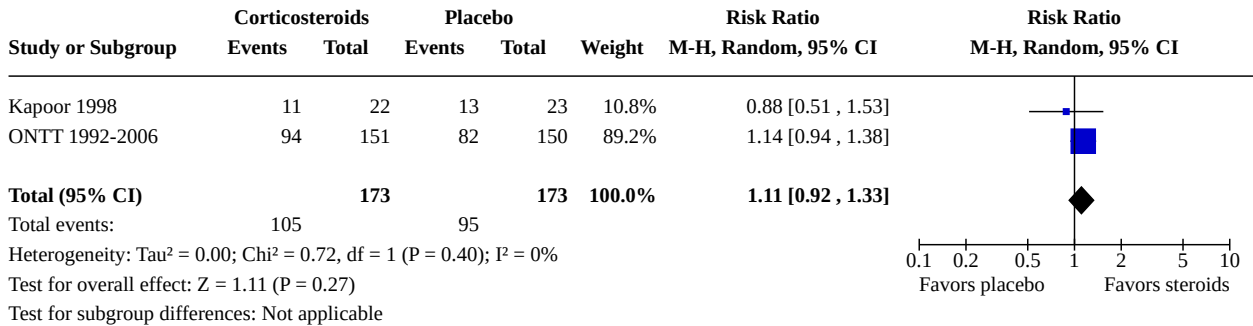 Corticosteroids Placebo Risk Ratio Risk Ratio
Study or Subgroup Events Total Events Total Weight M-H, Random, 95% CI M-H, Random, 95% CI
Kapoor 1998 11 22 13 23 10.8% 0.88 [0.51 , 1.53]
ONTT 1992-2006 94 151 82 150 89.2% 1.14 [0.94 , 1.38]
Total (95% CI) 173 173 100.0% 1.11 [0.92 , 1.33]
Total events: 105 95
Heterogeneity: Tau² = 0.00; Chi² = 0.72, df = 1 (P = 0.40); I² = 0%
Test for overall effect: Z = 1.11 (P = 0.27)
Test for subgroup differences: Not applicable
0.1 0.2 0.5 1 2 5 10
Favors placebo Favors steroids